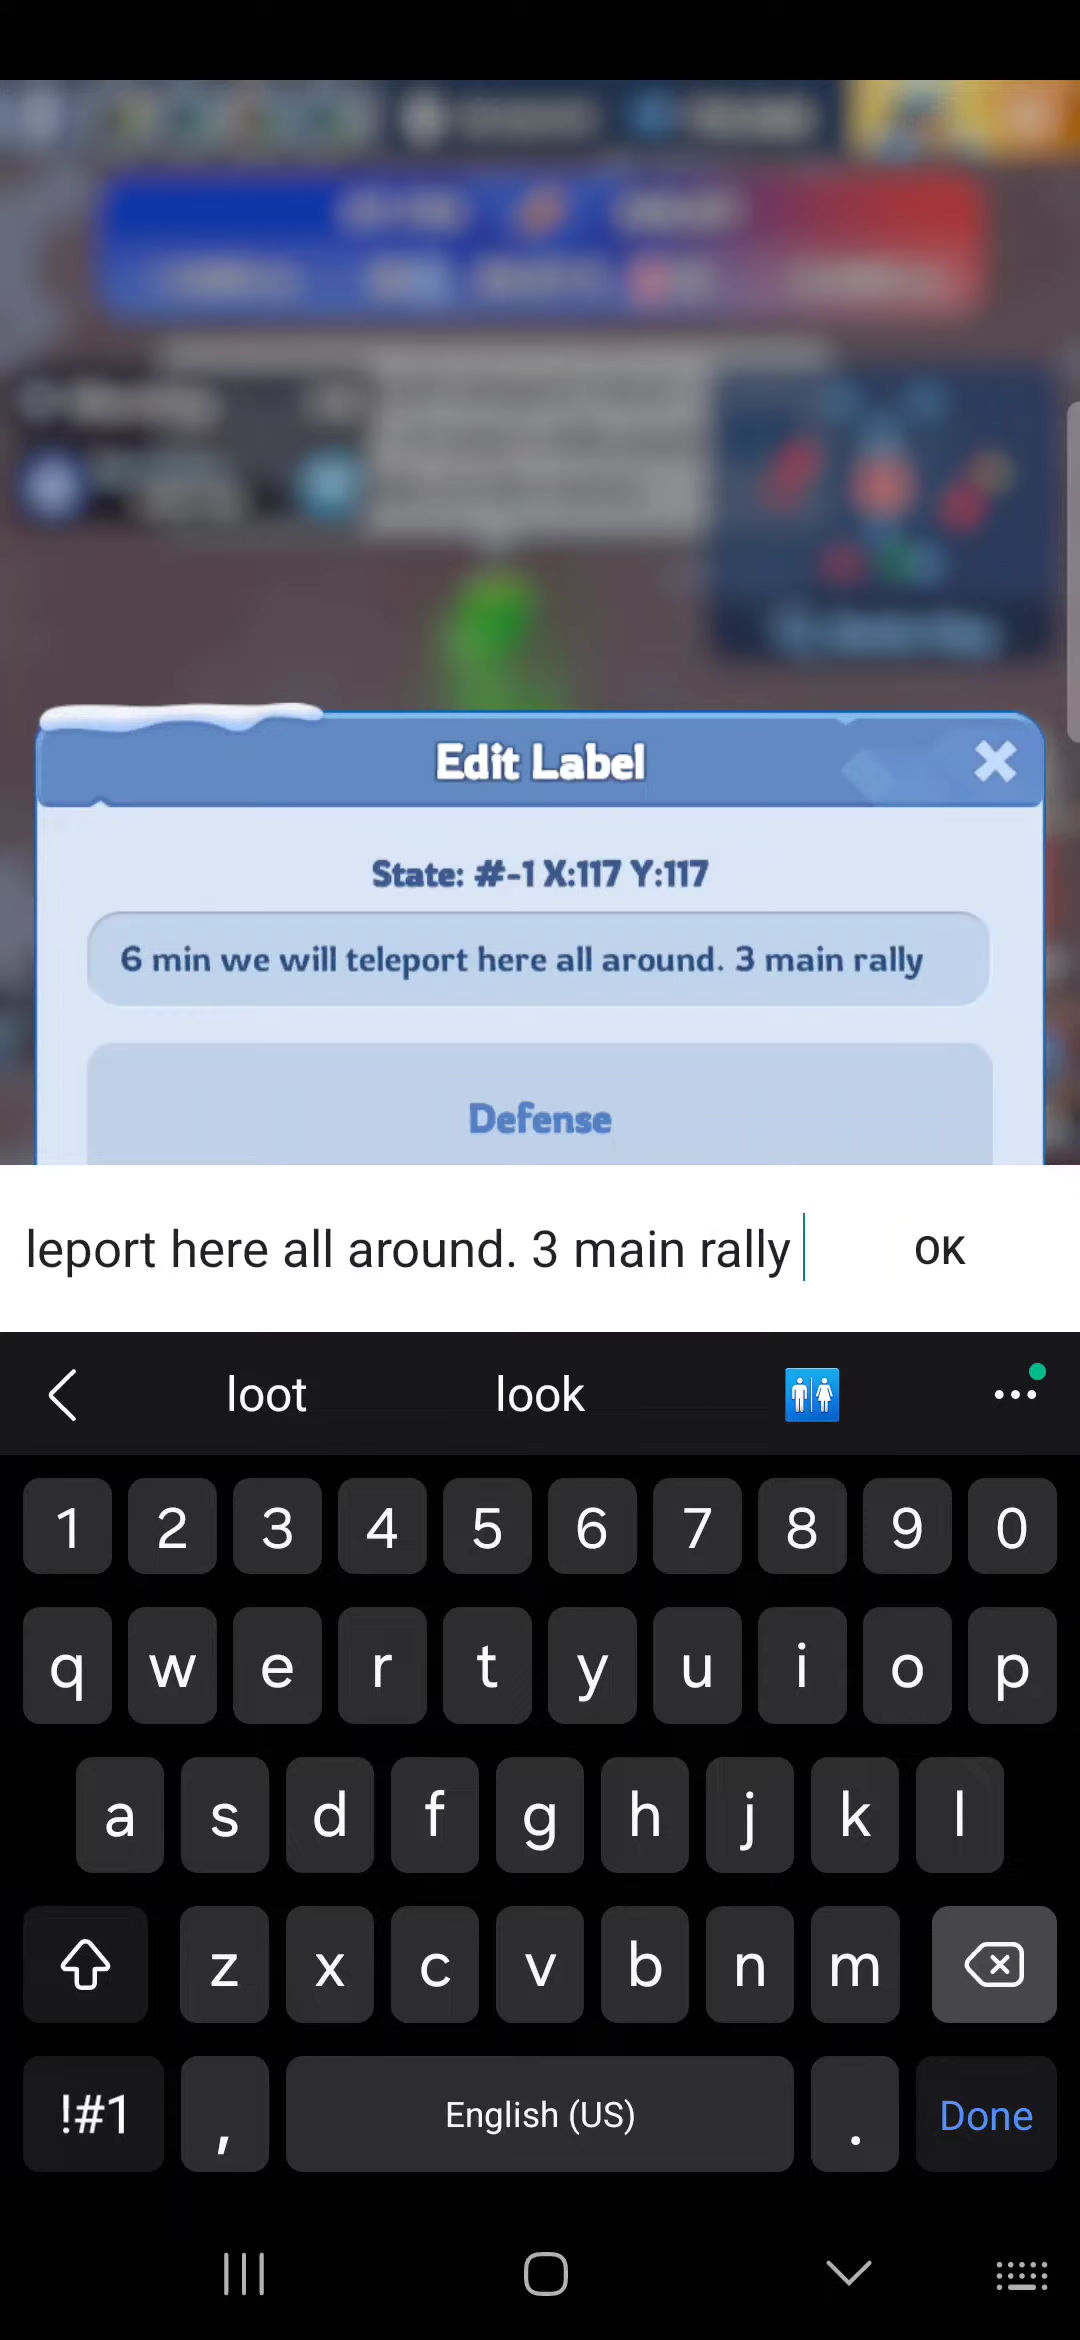 Edit Label
State: #-1 X:117 Y:117
6 min we will teleport here all around. 3 main rally
Defense
leport here all around. 3 main rally
OK
loot look
1 2 3 4 5 6 7 8 9 0
q w e r t y u i o p
a s d f g h j k l
z x c v b n m
!#1 , English (US) . Done